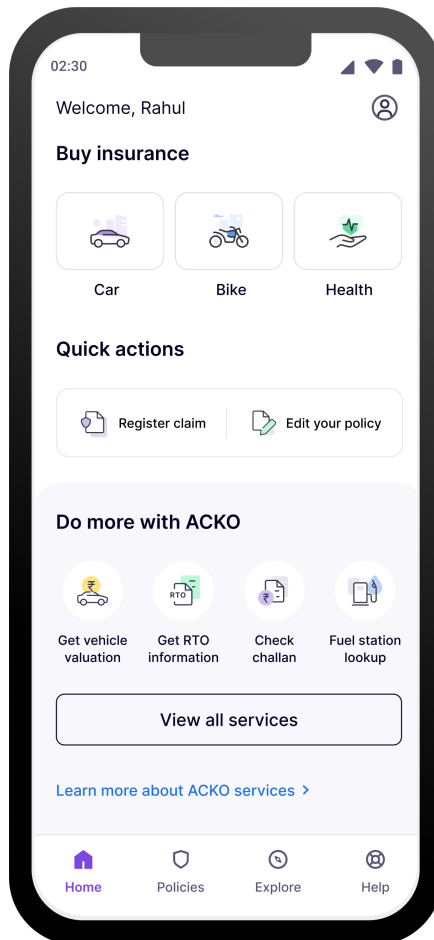 02:30
Welcome, Rahul
Buy insurance
Car
Bike
Health
Quick actions
Register claim
Edit your policy
Do more with ACKO
₹
RTO
₹
Get vehicle
valuation
Get RTO
information
Check
challan
Fuel station
lookup
View all services
Learn more about ACKO services >
Home
Policies
Explore
Help